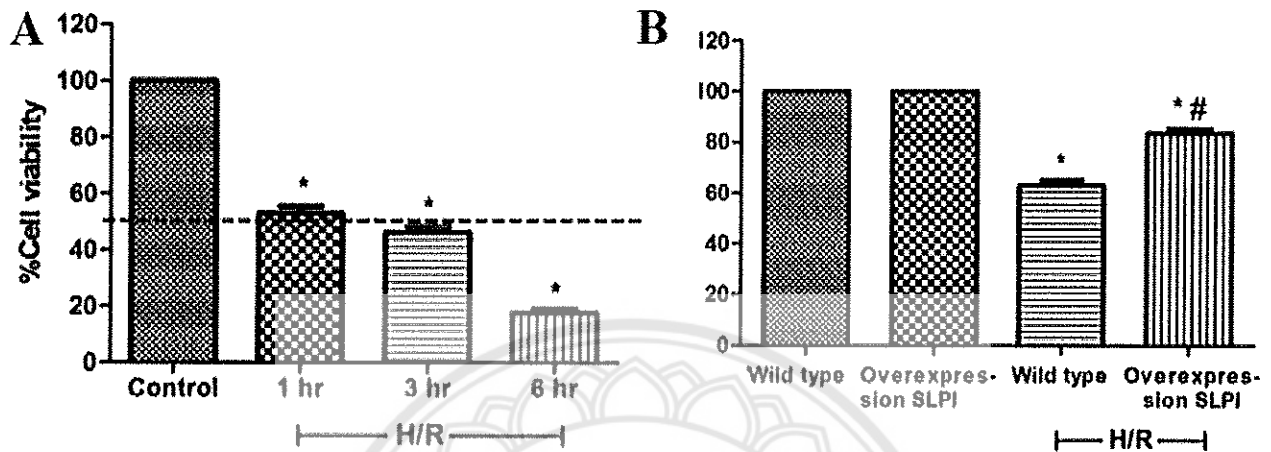 A
%Cell viability
120
100
80
60
40
20
0
*
*
*
Control
1 hr
3 hr
6 hr
H/R
B
120
100
80
60
40
20
0
*
* #
Wild type
Overexpres-
sion SLPI
Wild type
Overexpres-
sion SLPI
H/R